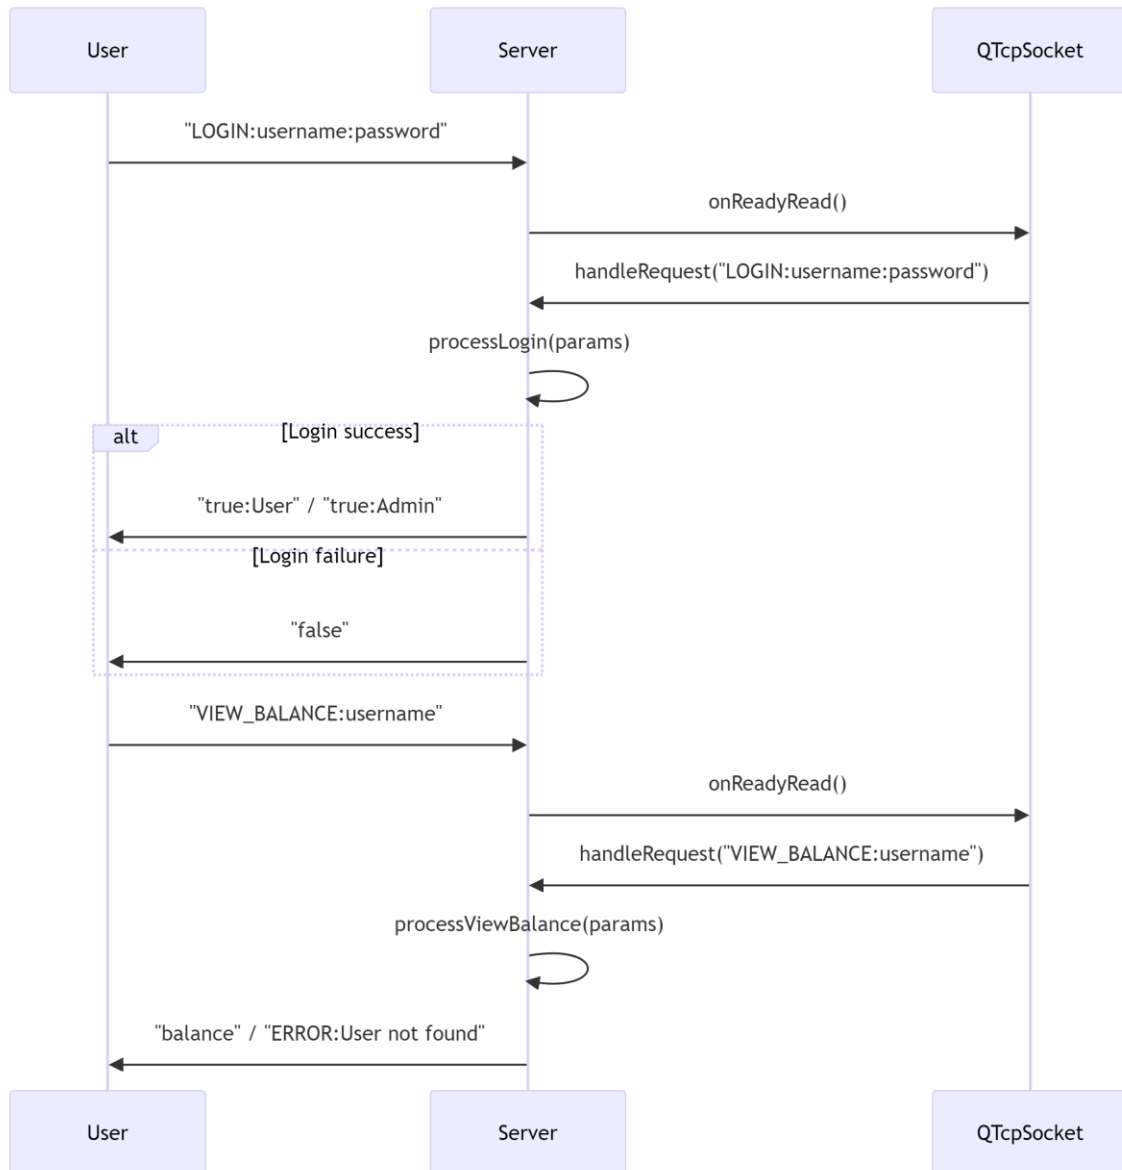 User Server QTcpSocket
"LOGIN:username:password"
onReadyRead()
handleRequest("LOGIN:username:password")
processLogin(params)
alt [Login success]
"true:User" / "true:Admin"
[Login failure]
"false"
"VIEW_BALANCE:username"
onReadyRead()
handleRequest("VIEW_BALANCE:username")
processViewBalance(params)
"balance" / "ERROR:User not found"
User Server QTcpSocket